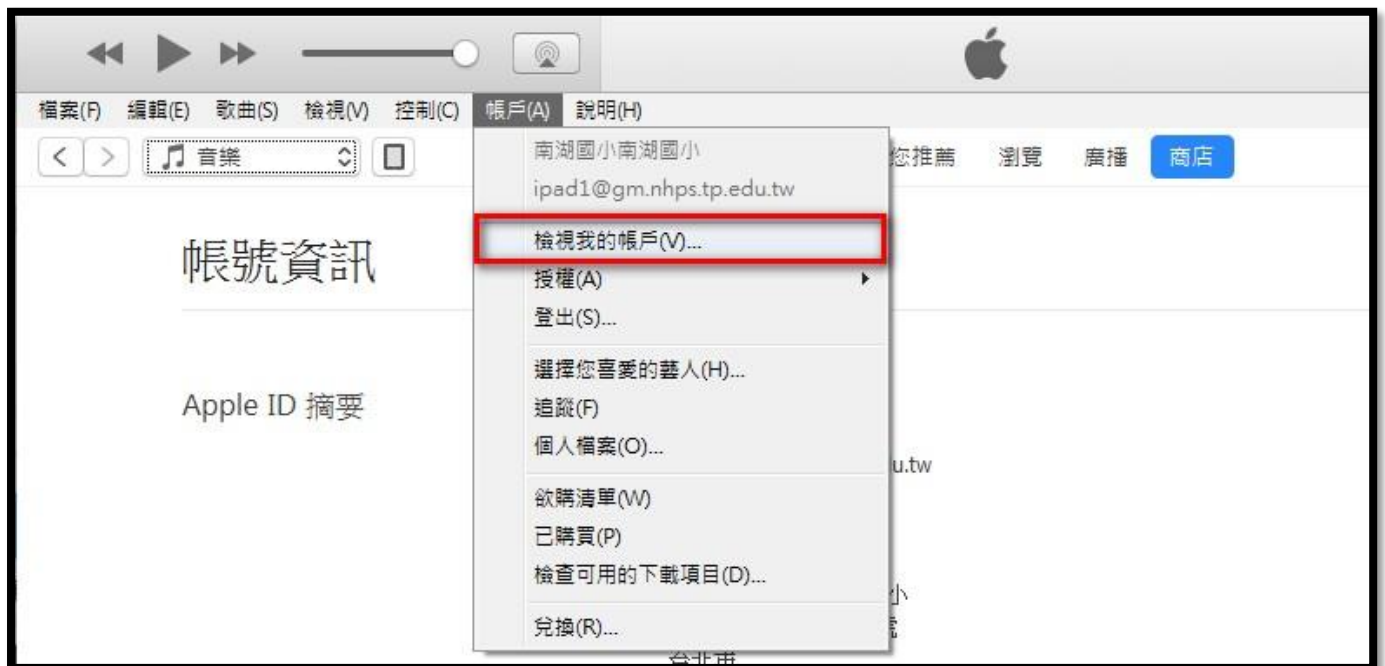 檔案(F) 編輯(E) 歌曲(S) 檢視(V) 控制(C) 帳戶(A) 說明(H)
音樂
您推薦 瀏覽 廣播 商店
南湖國小南湖國小
ipad1@gm.nhps.tp.edu.tw
檢視我的帳戶(V)...
授權(A)
登出(S)...
選擇您喜愛的藝人(H)...
追蹤(F)
個人檔案(O)...
欲購清單(W)
已購買(P)
檢查可用的下載項目(D)...
兌換(R)...
帳號資訊
Apple ID 摘要
u.tw
小
台北市